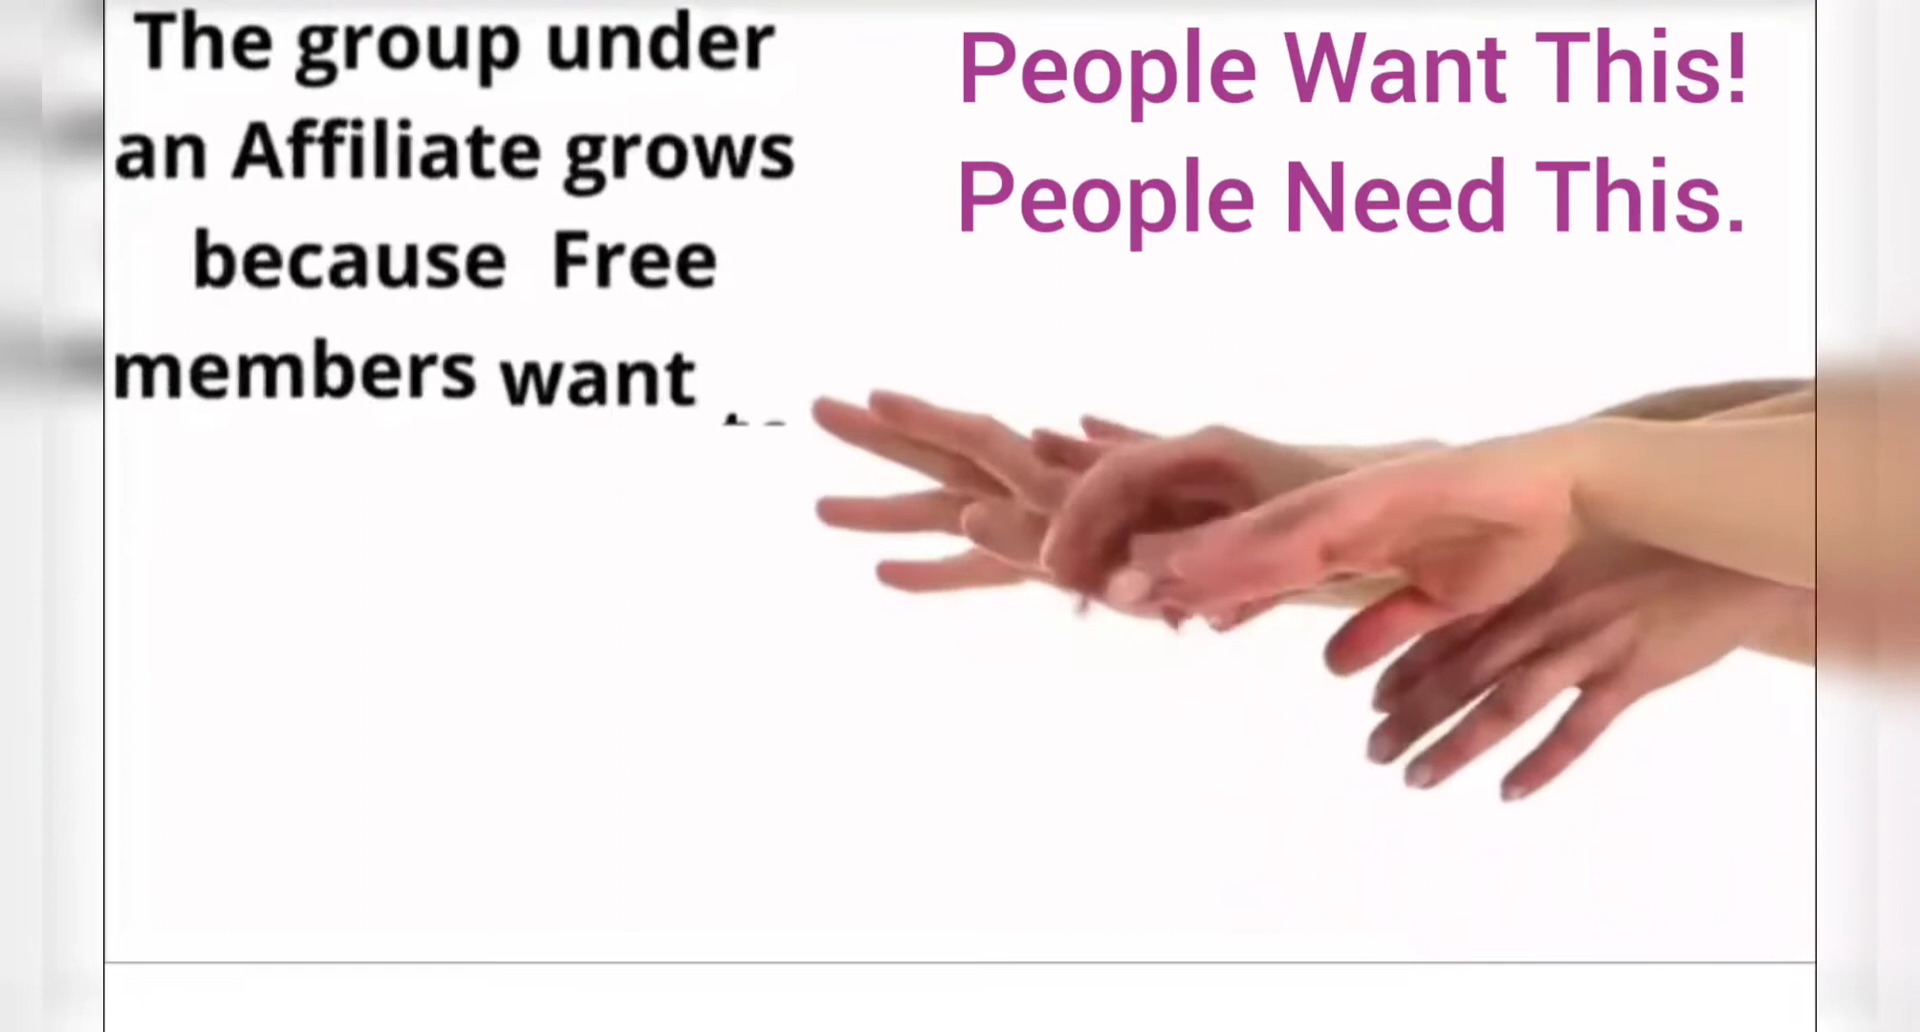 The group under
an Affiliate grows
because Free
members want
People Want This!
People Need This.